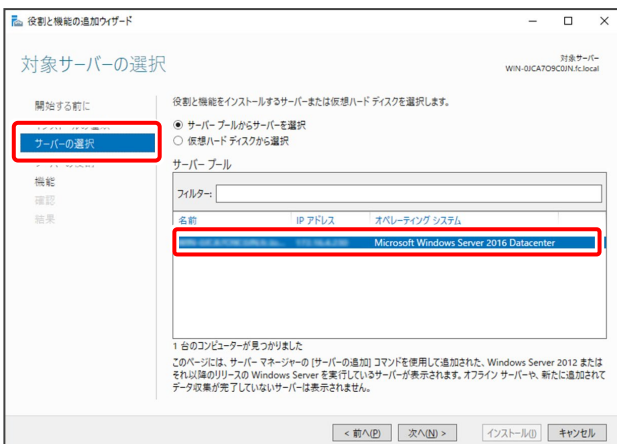 役割と機能の追加ウィザード
対象サーバーの選択
対象サーバー
WIN-0JCA7O9C0JN.fc.local
開始する前に
サーバーの選択
機能
確認
結果
役割と機能をインストールするサーバーまたは仮想ハード ディスクを選択します。
サーバー プールからサーバーを選択
仮想ハード ディスクから選択
サーバー プール
フィルター:
名前 IP アドレス オペレーティング システム
Microsoft Windows Server 2016 Datacenter
1 台のコンピューターが見つかりました
このページには、サーバー マネージャーの [サーバーの追加] コマンドを使用して追加された、Windows Server 2012 または
それ以降のリリースの Windows Server を実行しているサーバーが表示されます。オフライン サーバーや、新たに追加されて
データ収集が完了していないサーバーは表示されません。
< 前へ(P) 次へ(N) > インストール(I) キャンセル